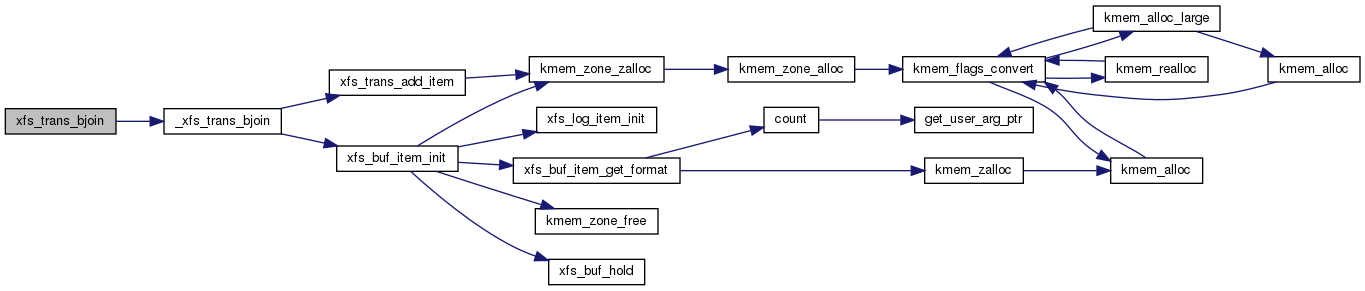 xfs_trans_bjoin
_xfs_trans_bjoin
xfs_trans_add_item
xfs_buf_item_init
kmem_zone_zalloc
xfs_log_item_init
xfs_buf_item_get_format
kmem_zone_free
xfs_buf_hold
kmem_zone_alloc
count
kmem_flags_convert
get_user_arg_ptr
kmem_zalloc
kmem_alloc_large
kmem_realloc
kmem_alloc
kmem_alloc